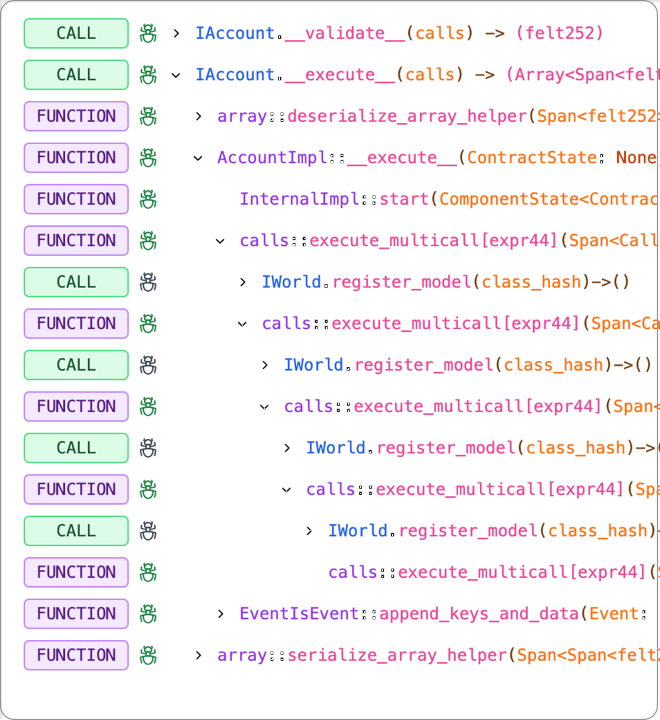 CALL IAccount.__validate__(calls) -> (felt252)
CALL IAccount.__execute__(calls) -> (Array<Span<felt
FUNCTION array::deserialize_array_helper(Span<felt252>
FUNCTION AccountImpl::__execute__(ContractState: None
FUNCTION InternalImpl::start(ComponentState<Contrac
FUNCTION calls::execute_multicall[expr44](Span<Call
CALL IWorld.register_model(class_hash)->()
FUNCTION calls::execute_multicall[expr44](Span<Ca
CALL IWorld.register_model(class_hash)->()
FUNCTION calls::execute_multicall[expr44](Span<
CALL IWorld.register_model(class_hash)->(
FUNCTION calls::execute_multicall[expr44](Spa
CALL IWorld.register_model(class_hash)-
FUNCTION calls::execute_multicall[expr44](S
FUNCTION EventIsEvent::append_keys_and_data(Event:
FUNCTION array::serialize_array_helper(Span<Span<felt2